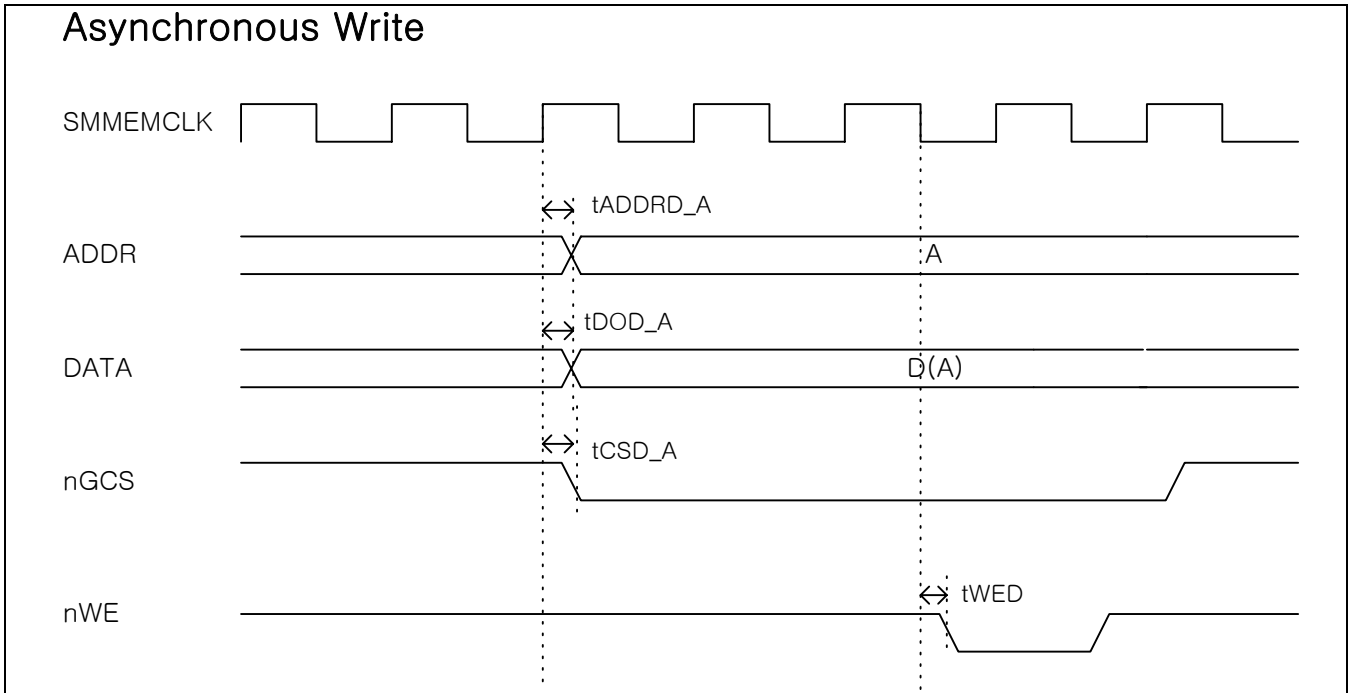 Asynchronous Write
SMMEMCLK
tADDRD_A
ADDR
A
tDOD_A
DATA
D(A)
tCSD_A
nGCS
tWED
nWE